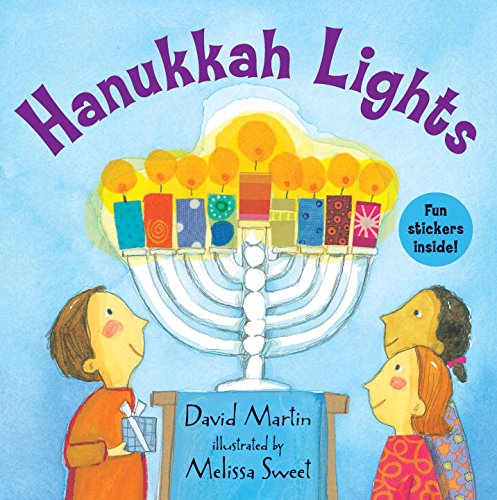 Hanukkah Lights
Fun
stickers
inside!
David Martin
illustrated by
Melissa Sweet